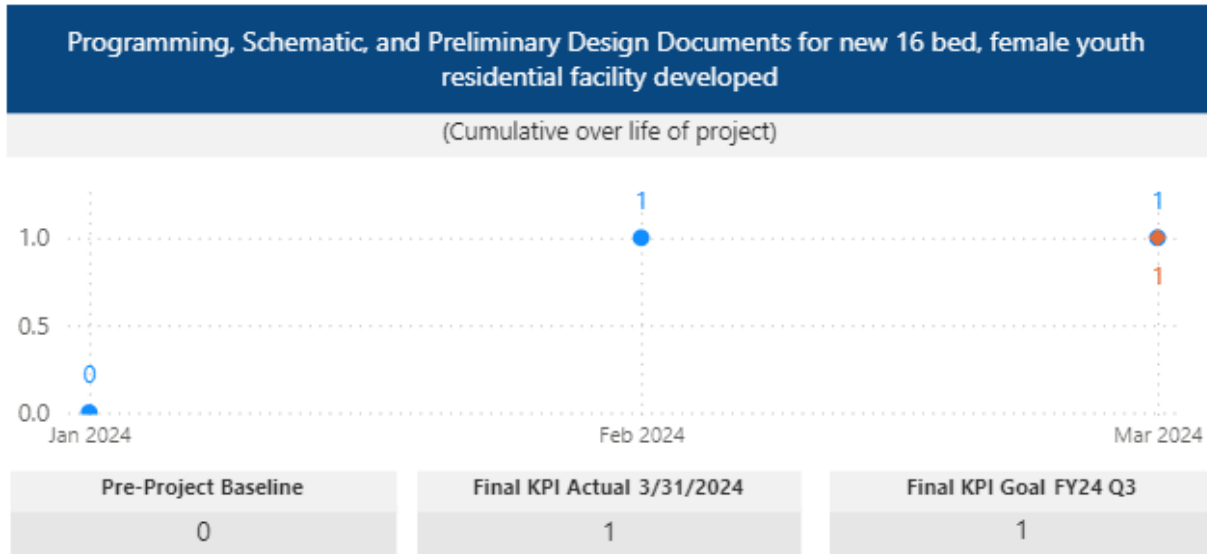 Programming, Schematic, and Preliminary Design Documents for new 16 bed, female youth
residential facility developed
(Cumulative over life of project)
1 1
1.0
1
0.5
0
0.0
Jan 2024 Feb 2024 Mar 2024
Pre-Project Baseline Final KPI Actual 3/31/2024 Final KPI Goal FY24 Q3
0 1 1